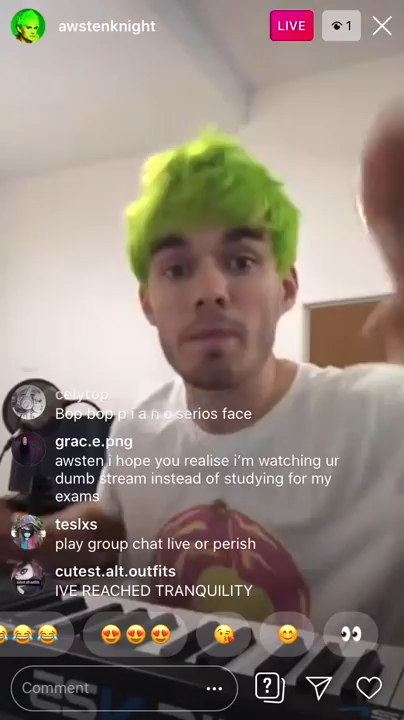 awstenknight
LIVE
1
celytop
Bop bop p i a n o serios face
grac.e.png
awsten i hope you realise i'm watching ur
dumb stream instead of studying for my
exams
teslxs
play group chat live or perish
cutest.alt.outfits
IVE REACHED TRANQUILITY
Comment